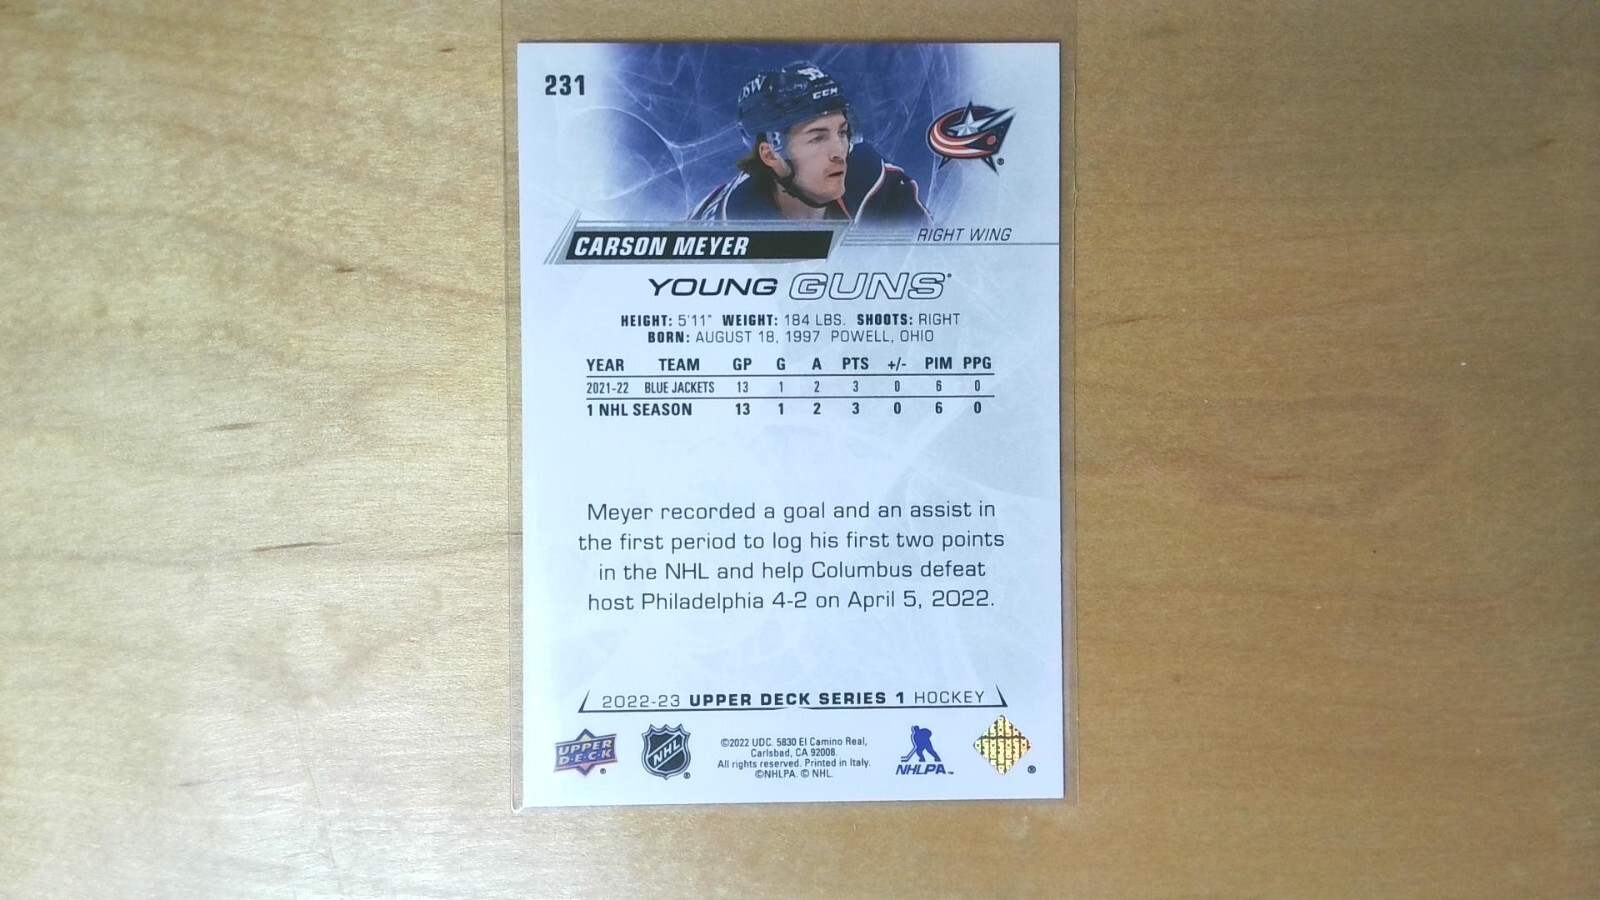 231
CCM
CARSON MEYER
RIGHT WING
YOUNG GUNS
HEIGHT: 5'11" WEIGHT: 184 LBS. SHOOTS: RIGHT
BORN: AUGUST 18, 1997 POWELL, OHIO
YEAR TEAM GP G A PTS +/- PIM PPG
2021-22 BLUE JACKETS 13 1 2 3 0 6 0
1 NHL SEASON 13 1 2 3 0 6 0
Meyer recorded a goal and an assist in
the first period to log his first two points
in the NHL and help Columbus defeat
host Philadelphia 4-2 on April 5, 2022.
2022-23 UPPER DECK SERIES 1 HOCKEY
UPPER
D·E·C·K
NHL
©2022 UDC. 5830 El Camino Real,
Carlsbad, CA 92008.
All rights reserved. Printed in Italy.
©NHLPA. © NHL.
NHLPA™